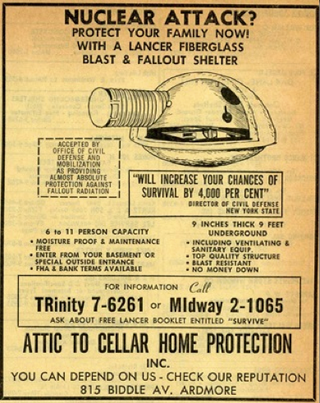 NUCLEAR ATTACK?
PROTECT YOUR FAMILY NOW!
WITH A LANCER FIBERGLASS
BLAST & FALLOUT SHELTER
ACCEPTED BY
OFFICE OF CIVIL
DEFENSE AND
MOBILIZATION
AS PROVIDING
ALMOST ABSOLUTE
PROTECTION AGAINST
FALLOUT RADIATION
"WILL INCREASE YOUR CHANCES OF
SURVIVAL BY 4,000 PER CENT"
DIRECTOR OF CIVIL DEFENSE
NEW YORK STATE
6 to 11 PERSON CAPACITY
• MOISTURE PROOF & MAINTENANCE
FREE
• ENTER FROM YOUR BASEMENT OR
SPECIAL OUTSIDE ENTRANCE
• FHA & BANK TERMS AVAILABLE
9 INCHES THICK 9 FEET
UNDERGROUND
• INCLUDING VENTILATING &
SANITARY EQUIP.
• TOP QUALITY STRUCTURE
• BLAST RESISTANT
• NO MONEY DOWN
FOR INFORMATION Call
TRinity 7-6261 or MIdway 2-1065
ASK ABOUT FREE LANCER BOOKLET ENTITLED "SURVIVE"
ATTIC TO CELLAR HOME PROTECTION
INC.
YOU CAN DEPEND ON US - CHECK OUR REPUTATION
815 BIDDLE AV. ARDMORE